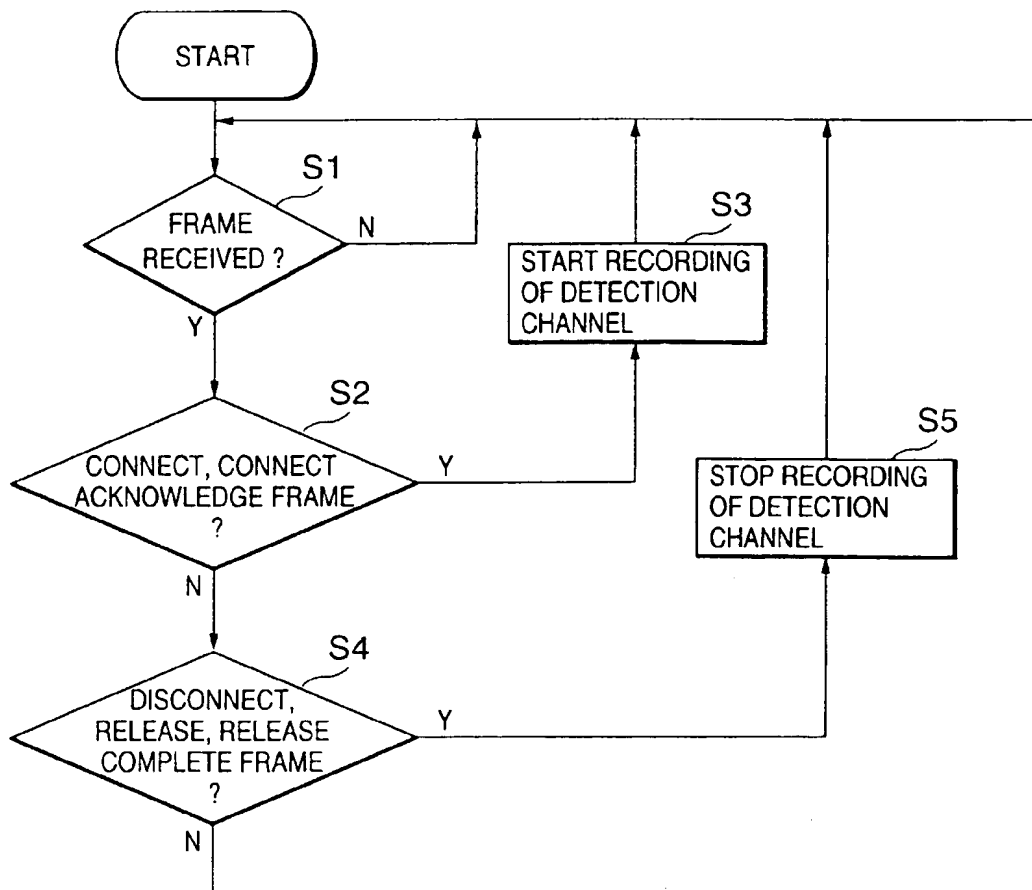 START
S1
FRAME
RECEIVED ?
N
Y
S3
START RECORDING
OF DETECTION
CHANNEL
S2
CONNECT, CONNECT
ACKNOWLEDGE FRAME
?
Y
N
S5
STOP RECORDING
OF DETECTION
CHANNEL
S4
DISCONNECT,
RELEASE, RELEASE
COMPLETE FRAME
?
Y
N